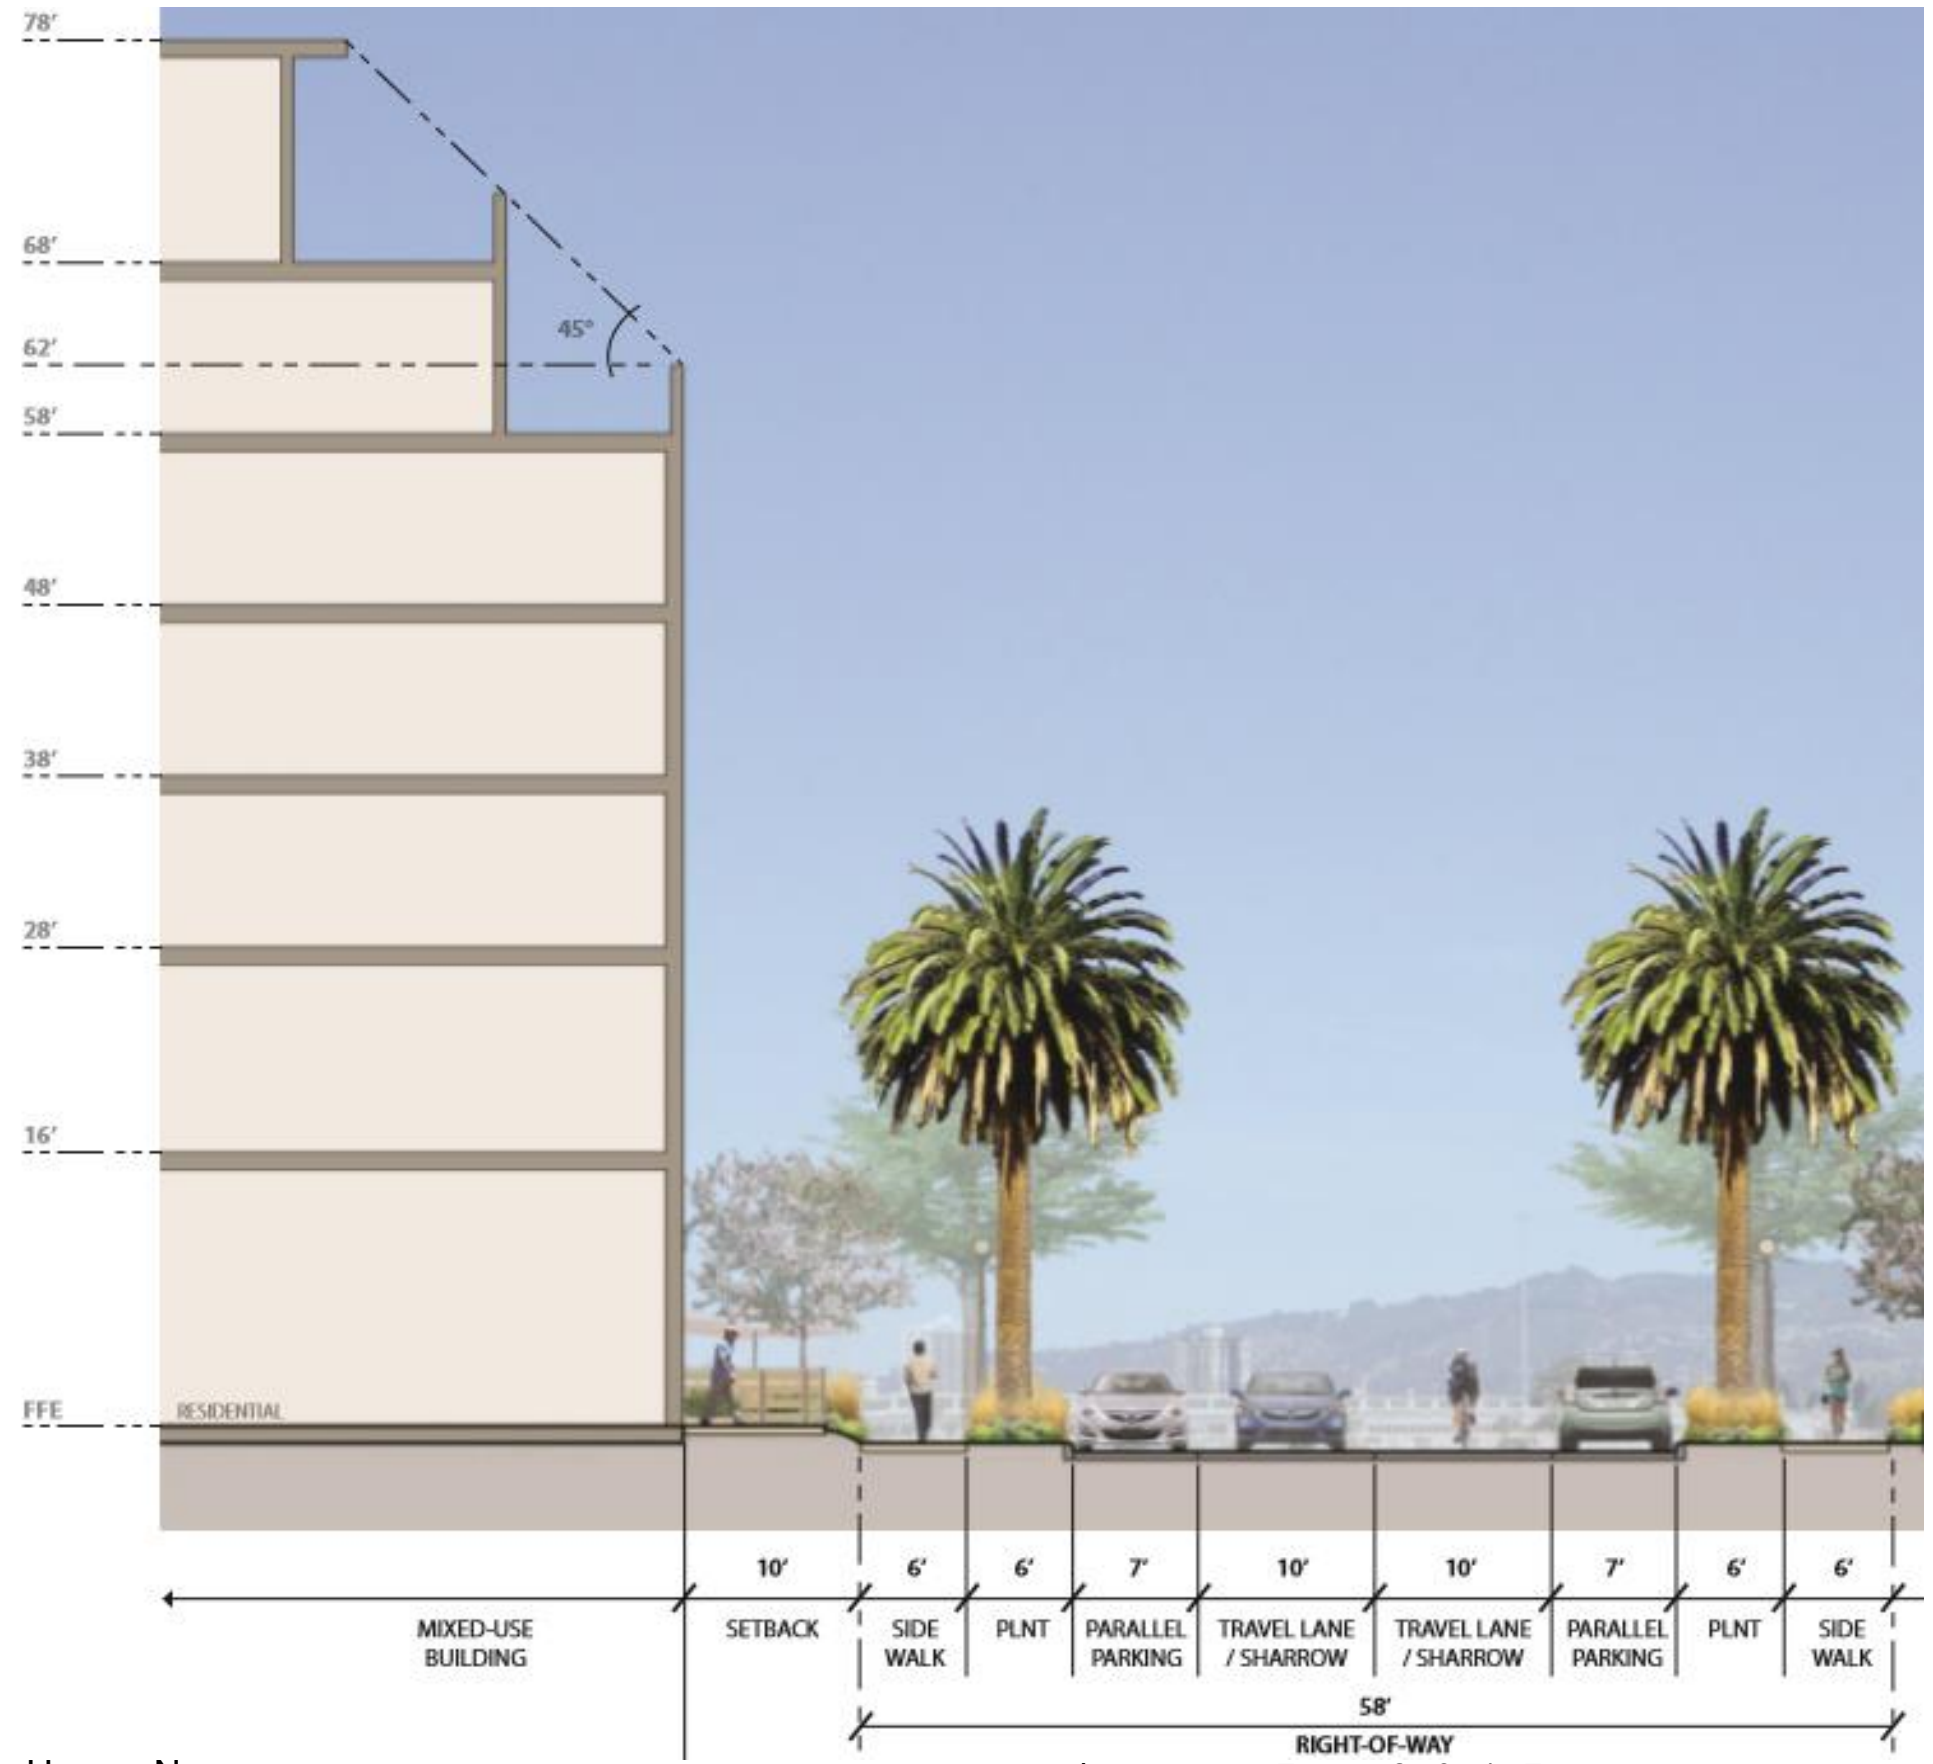 78'
68'
45°
62'
58'
48'
38'
28'
16'
FFE
RESIDENTIAL
10' 6' 6' 7' 10' 10' 7' 6' 6'
MIXED-USE SETBACK SIDE PLNT PARALLEL TRAVEL LANE TRAVEL LANE PARALLEL PLNT SIDE
BUILDING WALK PARKING / SHARROW / SHARROW PARKING WALK
58'
RIGHT-OF-WAY